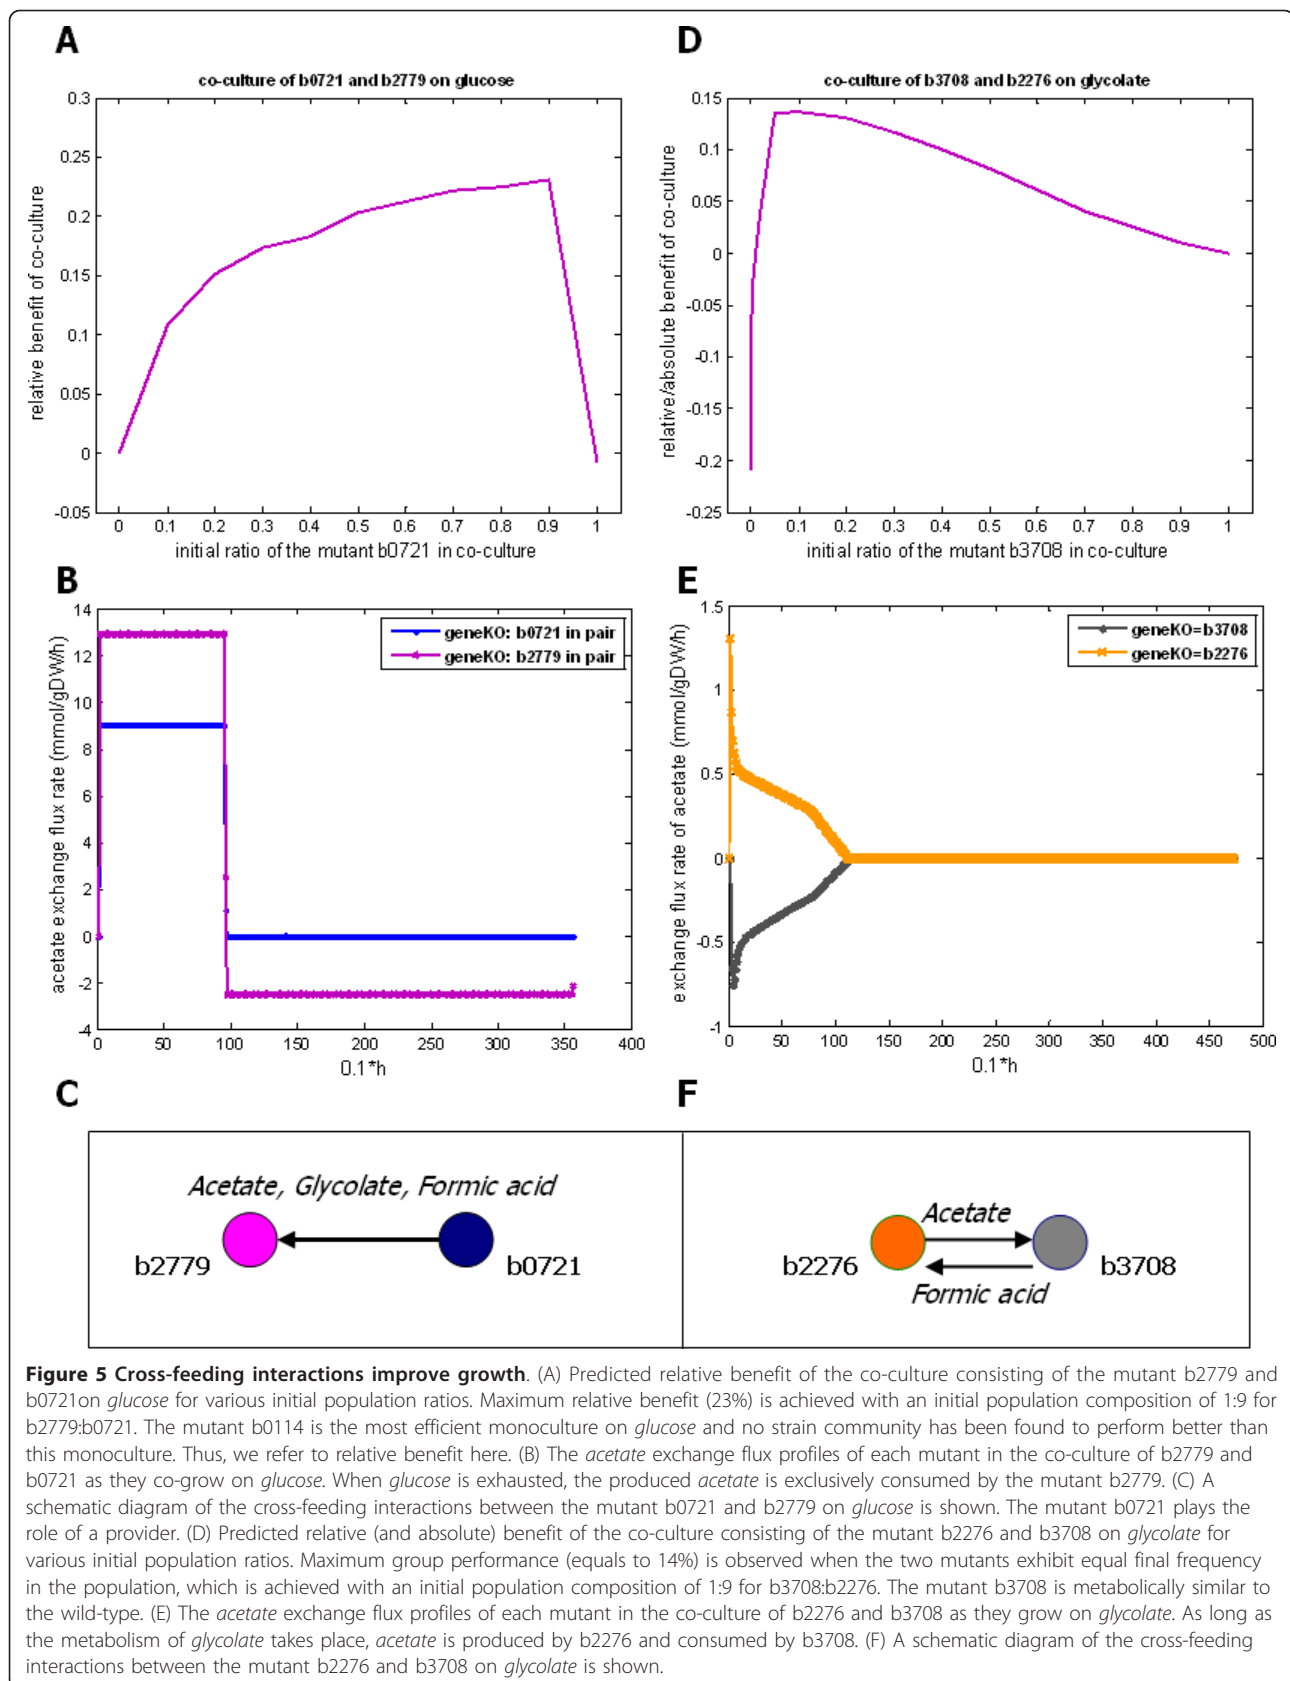 A
co-culture of b0721 and b2779 on glucose
relative benefit of co-culture
0.3
0.25
0.2
0.15
0.1
0.05
0
-0.05
0 0.1 0.2 0.3 0.4 0.5 0.6 0.7 0.8 0.9 1
initial ratio of the mutant b0721 in co-culture
D
co-culture of b3708 and b2276 on glycolate
relative/absolute benefit of co-culture
0.15
0.1
0.05
0
-0.05
-0.1
-0.15
-0.2
-0.25
0 0.1 0.2 0.3 0.4 0.5 0.6 0.7 0.8 0.9 1
initial ratio of the mutant b3708 in co-culture
B
acetate exchange flux rate (mmol/gDW/h)
14
12
10
8
6
4
2
0
-2
-4
geneKO: b0721 in pair
geneKO: b2779 in pair
0 50 100 150 200 250 300 350 400
0.1*h
E
exchange flux rate of acetate (mmol/gDW/h)
1.5
1
0.5
0
-0.5
-1
geneKO=b3708
geneKO=b2276
0 50 100 150 200 250 300 350 400 450 500
0.1*h
C
Acetate, Glycolate, Formic acid
b2779
b0721
F
Acetate
b2276
b3708
Formic acid
Figure 5 Cross-feeding interactions improve growth. (A) Predicted relative benefit of the co-culture consisting of the mutant b2779 and
b0721on glucose for various initial population ratios. Maximum relative benefit (23%) is achieved with an initial population composition of 1:9 for
b2779:b0721. The mutant b0114 is the most efficient monoculture on glucose and no strain community has been found to perform better than
this monoculture. Thus, we refer to relative benefit here. (B) The acetate exchange flux profiles of each mutant in the co-culture of b2779 and
b0721 as they co-grow on glucose. When glucose is exhausted, the produced acetate is exclusively consumed by the mutant b2779. (C) A
schematic diagram of the cross-feeding interactions between the mutant b0721 and b2779 on glucose is shown. The mutant b0721 plays the
role of a provider. (D) Predicted relative (and absolute) benefit of the co-culture consisting of the mutant b2276 and b3708 on glycolate for
various initial population ratios. Maximum group performance (equals to 14%) is observed when the two mutants exhibit equal final frequency
in the population, which is achieved with an initial population composition of 1:9 for b3708:b2276. The mutant b3708 is metabolically similar to
the wild-type. (E) The acetate exchange flux profiles of each mutant in the co-culture of b2276 and b3708 as they grow on glycolate. As long as
the metabolism of glycolate takes place, acetate is produced by b2276 and consumed by b3708. (F) A schematic diagram of the cross-feeding
interactions between the mutant b2276 and b3708 on glycolate is shown.